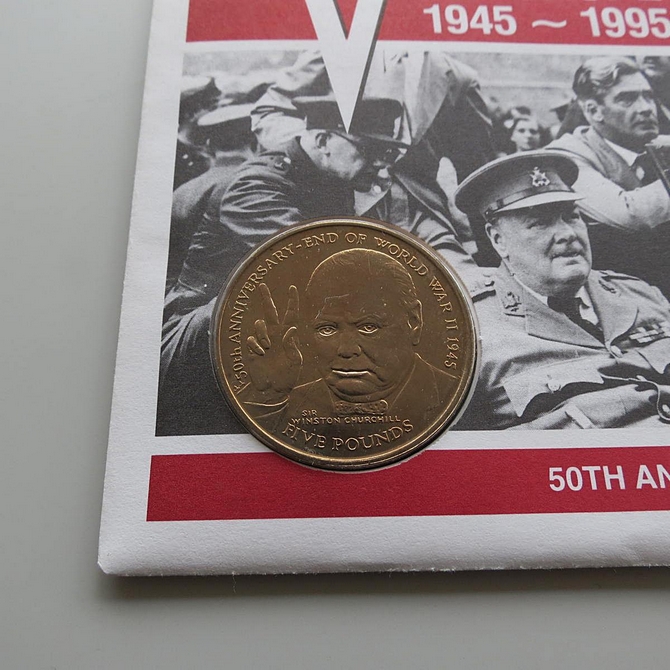 V
1945 ~ 1995
50th ANNIVERSARY-END OF WORLD WAR II 1945
SIR
WINSTON CHURCHILL
FIVE POUNDS
50TH AN